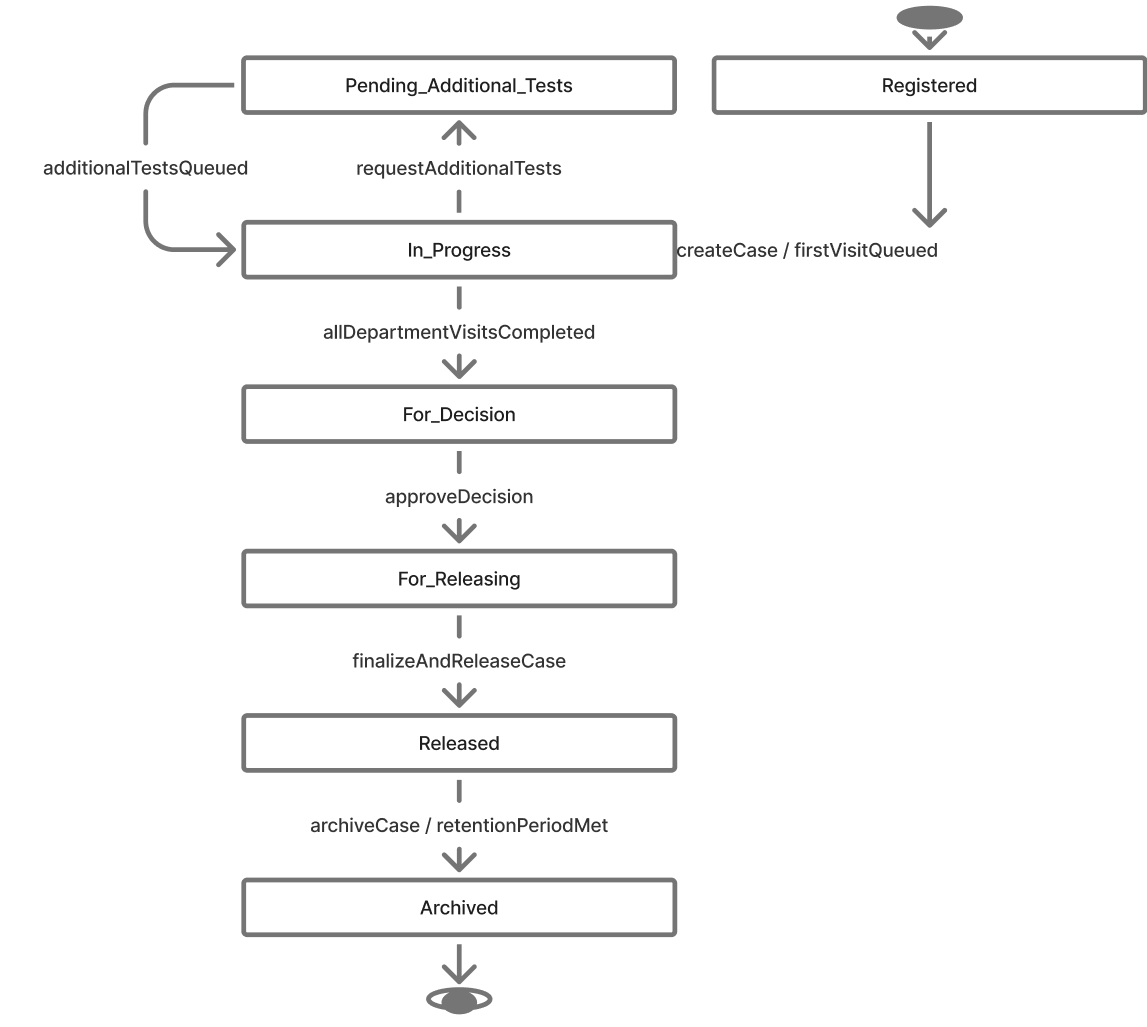 Pending_Additional_Tests
Registered
additionalTestsQueued
requestAdditionalTests
In_Progress
createCase / firstVisitQueued
allDepartmentVisitsCompleted
For_Decision
approveDecision
For_Releasing
finalizeAndReleaseCase
Released
archiveCase / retentionPeriodMet
Archived